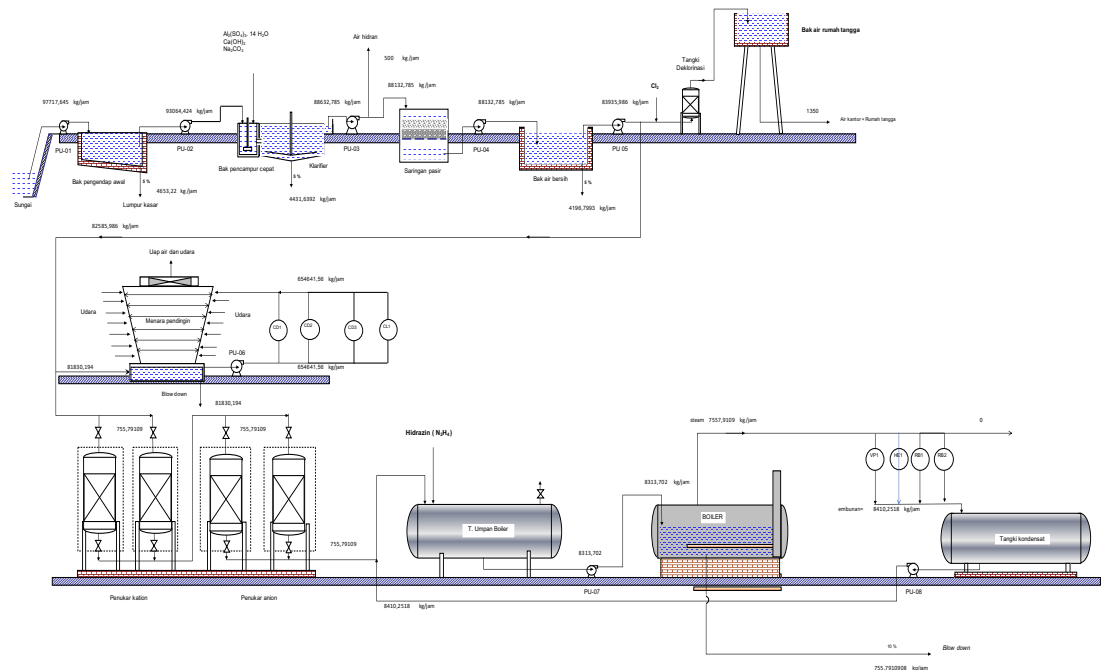 Al₂(SO₄)₃. 14 H₂O
Ca(OH)₂
Na₂CO₃
Air hidran
500 kg/jam
88132,785 kg/jam
Bak air rumah tangga
Tangki
Deklorinasi
Cl₂
97717,645 kg/jam
93064,424 kg/jam
88632,785 kg/jam
88132,785 kg/jam
83935,986 kg/jam
1350
Air kantor + Rumah tangga
PU-01
PU-02
PU-03
PU-04
PU 05
Bak pengendap awal
Bak pencampur cepat
Klarifier
Saringan pasir
Bak air bersih
5 %
4653,22 kg/jam
Lumpur kasar
Sungai
5 %
4431,6392 kg/jam
5 %
4196,7993 kg/jam
82585,986 kg/jam
Uap air dan udara
654641,56 kg/jam
Udara
Menara pendingin
Udara
CD1
CD2
CD3
CL1
PU-06
81830,194
654641,56 kg/jam
Blow down
81830,194
755,79109
755,79109
Hidrazin ( N₂H₄)
T. Umpan Boiler
755,79109
8313,702
PU-07
steam 7557,9109 kg/jam
0
8313,702 kg/jam
BOILER
VP1
HE1
RB1
RB2
embunan= 8410,2518 kg/jam
Tangki kondensat
PU-08
Penukar kation
Penukar anion
8410,2518 kg/jam
10 %
Blow down
755,7910908 kg/jam